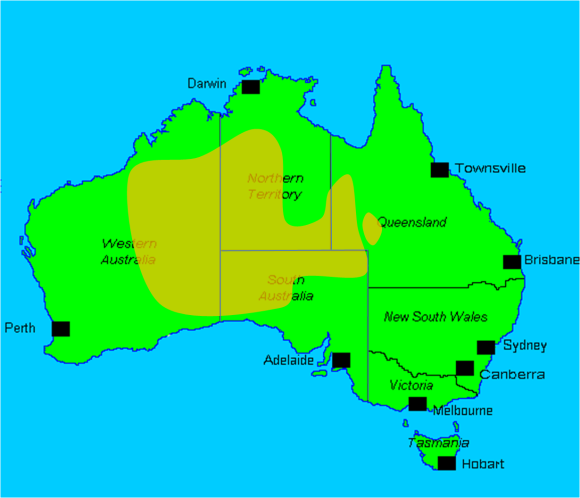 Darwin
Townsville
Northern
Territory
Queensland
Western
Australia
Brisbane
South
Australia
New South Wales
Perth
Sydney
Adelaide
Canberra
Victoria
Melbourne
Tasmania
Hobart